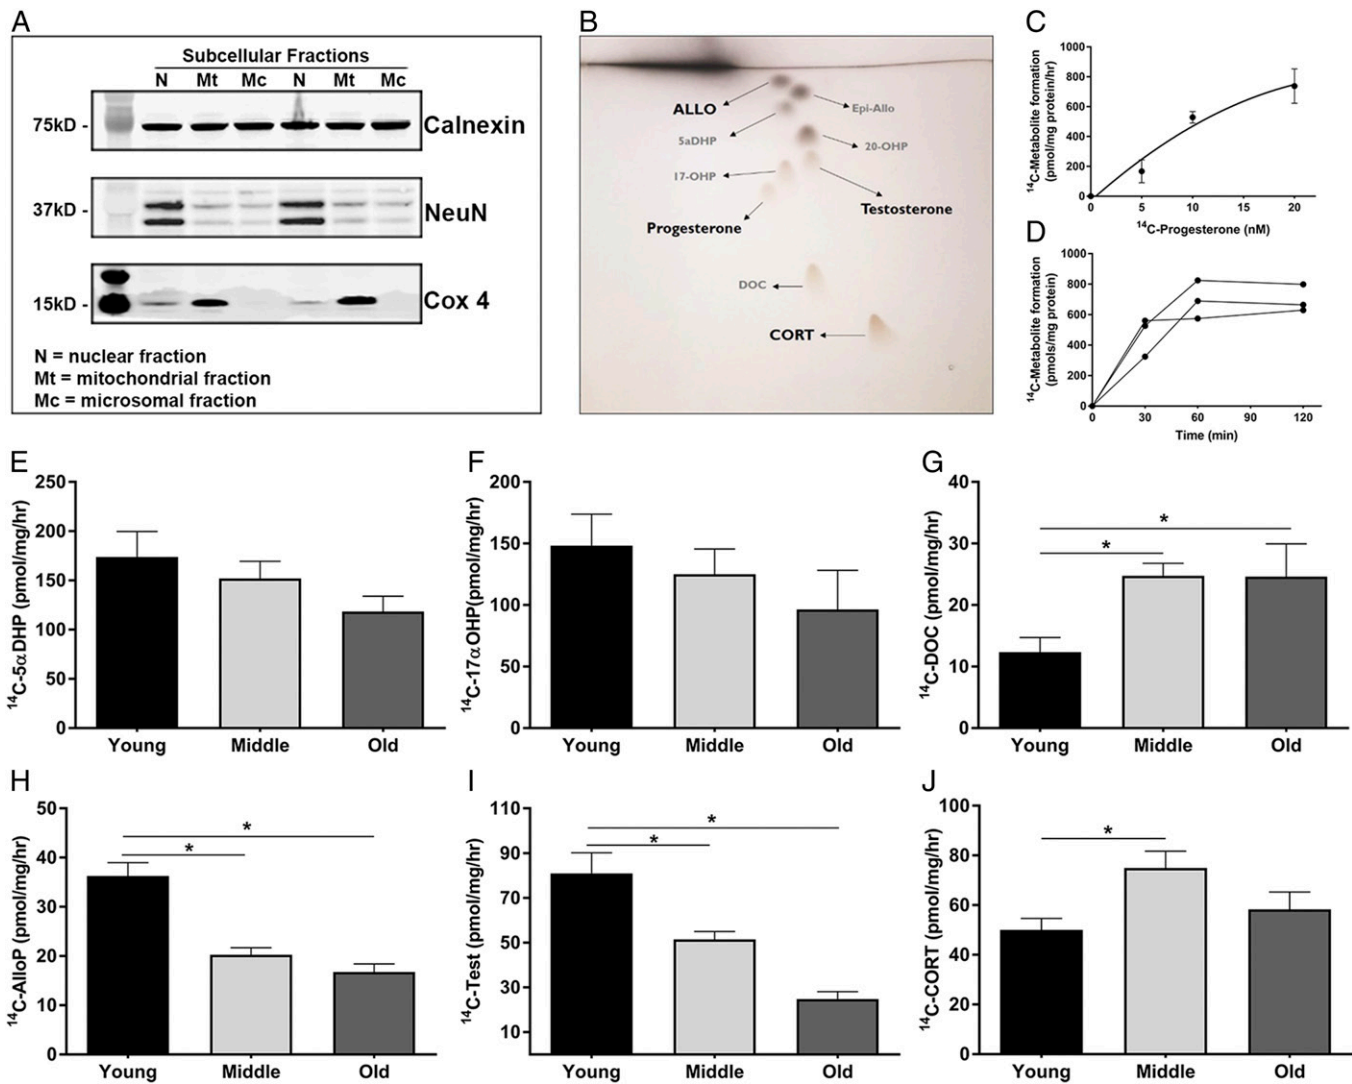 A
Subcellular Fractions
N Mt Mc N Mt Mc
75kD - Calnexin
37kD - NeuN
15kD - Cox 4
N = nuclear fraction
Mt = mitochondrial fraction
Mc = microsomal fraction
B
ALLO
Epi-Allo
5aDHP
20-OHP
17-OHP
Testosterone
Progesterone
DOC
CORT
C
¹⁴C-Metabolite formation
(pmol/mg protein/hr)
1000
800
600
400
200
0
0 5 10 15 20
¹⁴C-Progesterone (nM)
D
¹⁴C-Metabolite formation
(pmols/mg protein)
1000
800
600
400
200
0
0 30 60 90 120
Time (min)
E
¹⁴C-5αDHP (pmol/mg/hr)
250
200
150
100
50
0
Young Middle Old
F
¹⁴C-17αOHP(pmol/mg/hr)
200
150
100
50
0
Young Middle Old
G
¹⁴C-DOC (pmol/mg/hr)
40
30
20
10
0
*
*
Young Middle Old
H
¹⁴C-AlloP (pmol/mg/hr)
50
40
30
20
10
0
*
*
Young Middle Old
I
¹⁴C-Test (pmol/mg/hr)
110
90
70
50
30
10
*
*
Young Middle Old
J
¹⁴C-CORT (pmol/mg/hr)
100
80
60
40
20
0
*
Young Middle Old